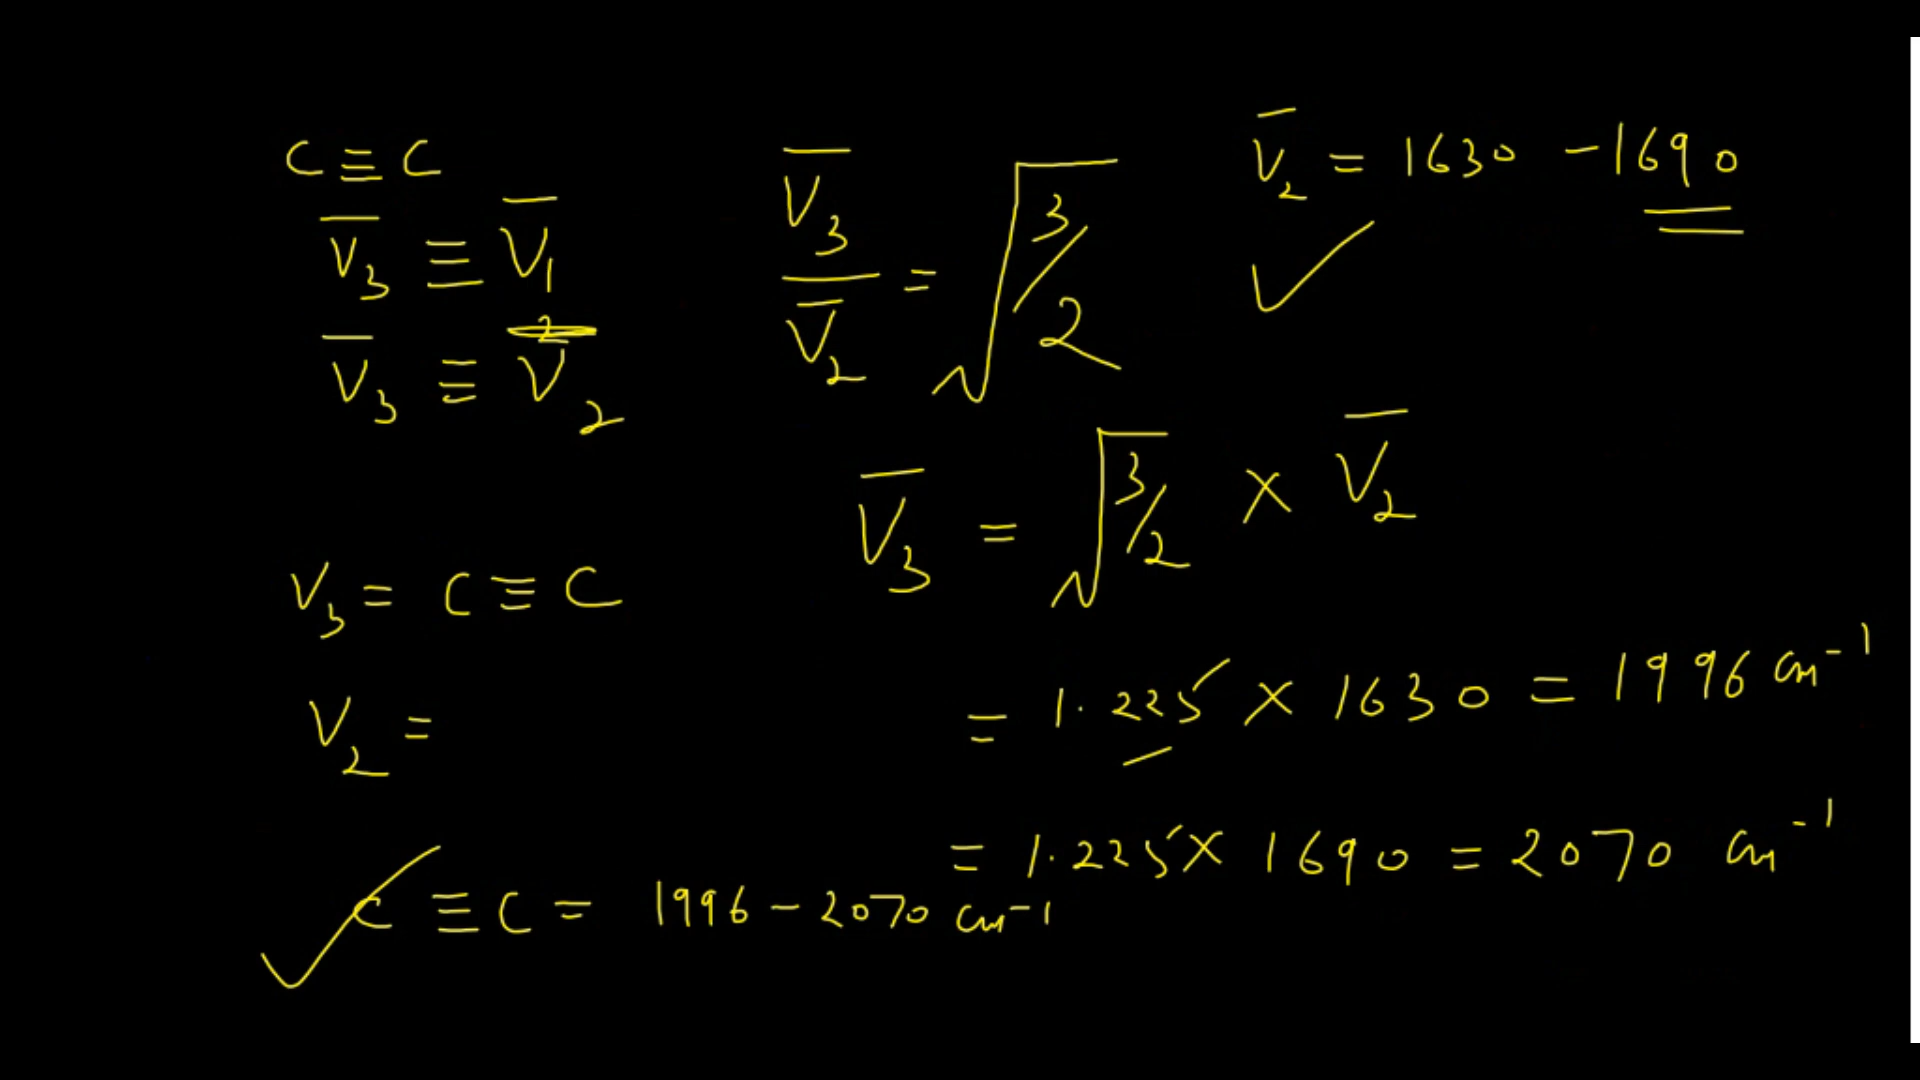 C ≡ C
V̅₃ ≡ V̅₁
V̅₃ ≡ V̅₂
V̅₃/V̅₂ = √3/2
V̅₂ = 1630 - 1690
V̅₃ = √3/2 × V̅₂
V₃ = C ≡ C
V₂ =
= 1.225 × 1630 = 1996 cm⁻¹
= 1.225 × 1690 = 2070 cm⁻¹
C ≡ C = 1996 - 2070 cm⁻¹